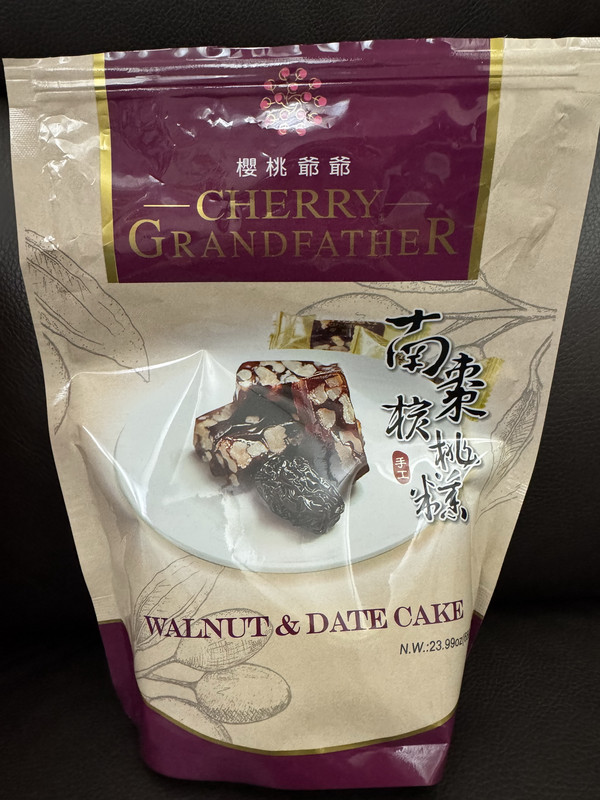 櫻桃爺爺
CHERRY
GRANDFATHER
南棗
核桃糕
手工
WALNUT & DATE CAKE
N.W.:23.99oz